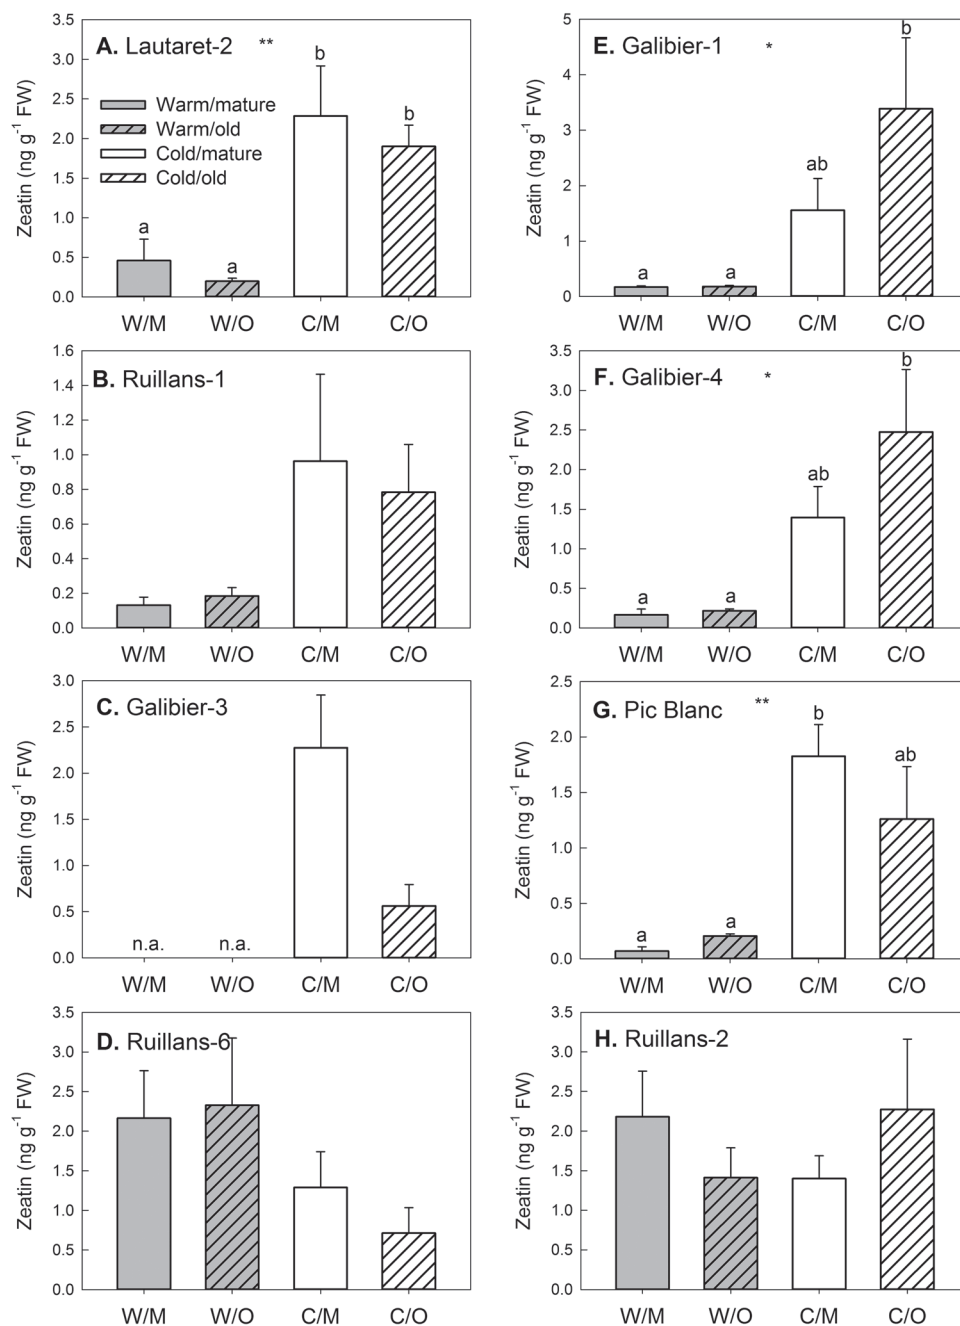 A. Lautaret-2 **
Zeatin (ng g⁻¹ FW)
3.5
3.0
2.5
2.0
1.5
1.0
0.5
0.0
Warm/mature
Warm/old
Cold/mature
Cold/old
a
a
b
b
W/M W/O C/M C/O
E. Galibier-1 *
Zeatin (ng g⁻¹ FW)
5
4
3
2
1
0
a
a
ab
b
W/M W/O C/M C/O
B. Ruillans-1
Zeatin (ng g⁻¹ FW)
1.6
1.4
1.2
1.0
0.8
0.6
0.4
0.2
0.0
W/M W/O C/M C/O
F. Galibier-4 *
Zeatin (ng g⁻¹ FW)
3.5
3.0
2.5
2.0
1.5
1.0
0.5
0.0
a
a
ab
b
W/M W/O C/M C/O
C. Galibier-3
Zeatin (ng g⁻¹ FW)
3.0
2.5
2.0
1.5
1.0
0.5
0.0
n.a. n.a.
W/M W/O C/M C/O
G. Pic Blanc **
Zeatin (ng g⁻¹ FW)
2.5
2.0
1.5
1.0
0.5
0.0
a
a
b
ab
W/M W/O C/M C/O
D. Ruillans-6
Zeatin (ng g⁻¹ FW)
3.5
3.0
2.5
2.0
1.5
1.0
0.5
0.0
W/M W/O C/M C/O
H. Ruillans-2
Zeatin (ng g⁻¹ FW)
3.5
3.0
2.5
2.0
1.5
1.0
0.5
0.0
W/M W/O C/M C/O